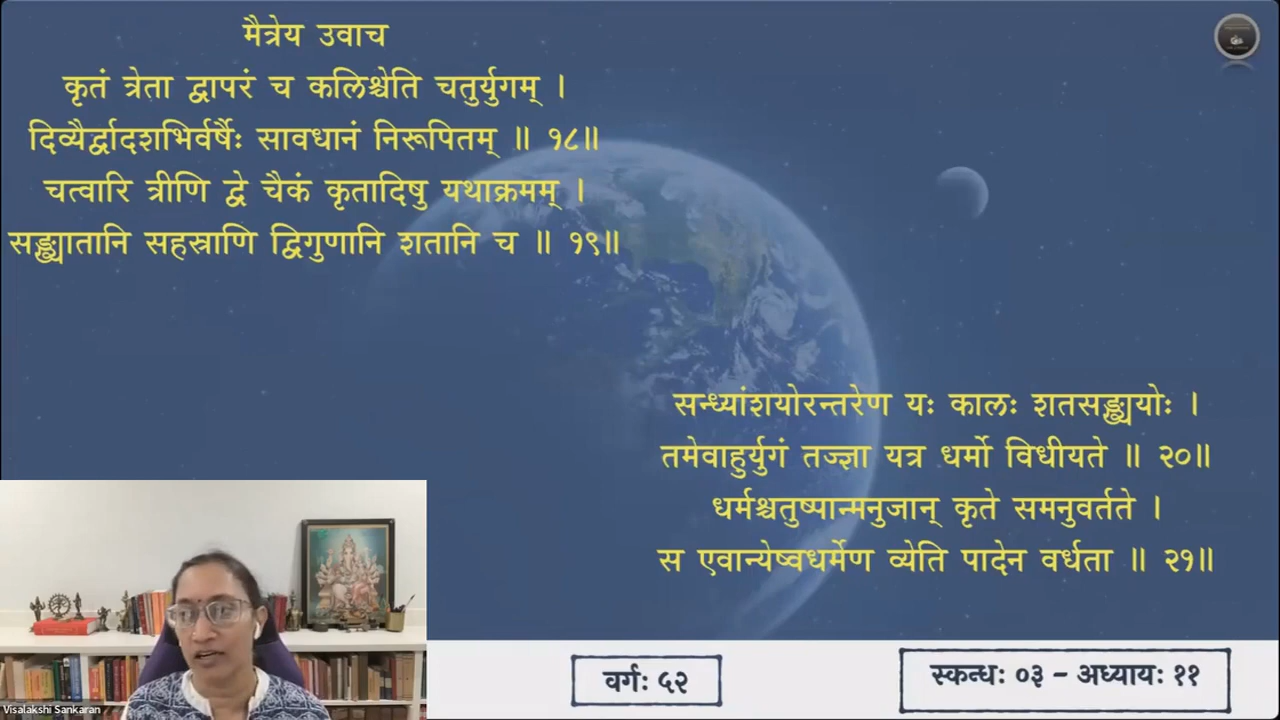 मैत्रेय उवाच
कृतं त्रेता द्वापरं च कलिश्चेति चतुर्युगम् ।
दिव्यैर्द्वादशभिर्वर्षैः सावधानं निरूपितम् ॥ १८॥
चत्वारि त्रीणि द्वे चैकं कृतादिषु यथाक्रमम् ।
सङ्ख्यातानि सहस्राणि द्विगुणानि शतानि च ॥ १९॥
सन्ध्यांशयोरन्तरेण यः कालः शतसङ्ख्ययोः ।
तमेवाहुर्युगं तज्ज्ञा यत्र धर्मो विधीयते ॥ २०॥
धर्मश्चतुष्पान्मनुजान् कृते समनुवर्तते ।
स एवान्येष्वधर्मेण व्येति पादेन वर्धता ॥ २१॥
Visalakshi Sankaran
वर्गः ५२
स्कन्धः ०३ - अध्यायः ११